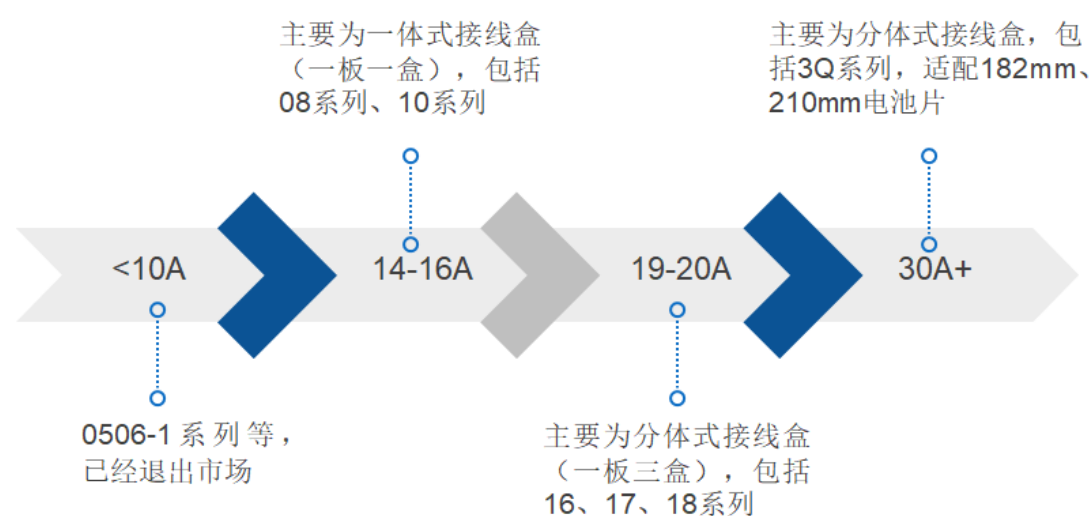 主要为一体式接线盒
（一板一盒），包括
08系列、10系列
主要为分体式接线盒，包
括3Q系列，适配182mm、
210mm电池片
<10A
14-16A
19-20A
30A+
0506-1系列等，
已经退出市场
主要为分体式接线盒
（一板三盒），包括
16、17、18系列